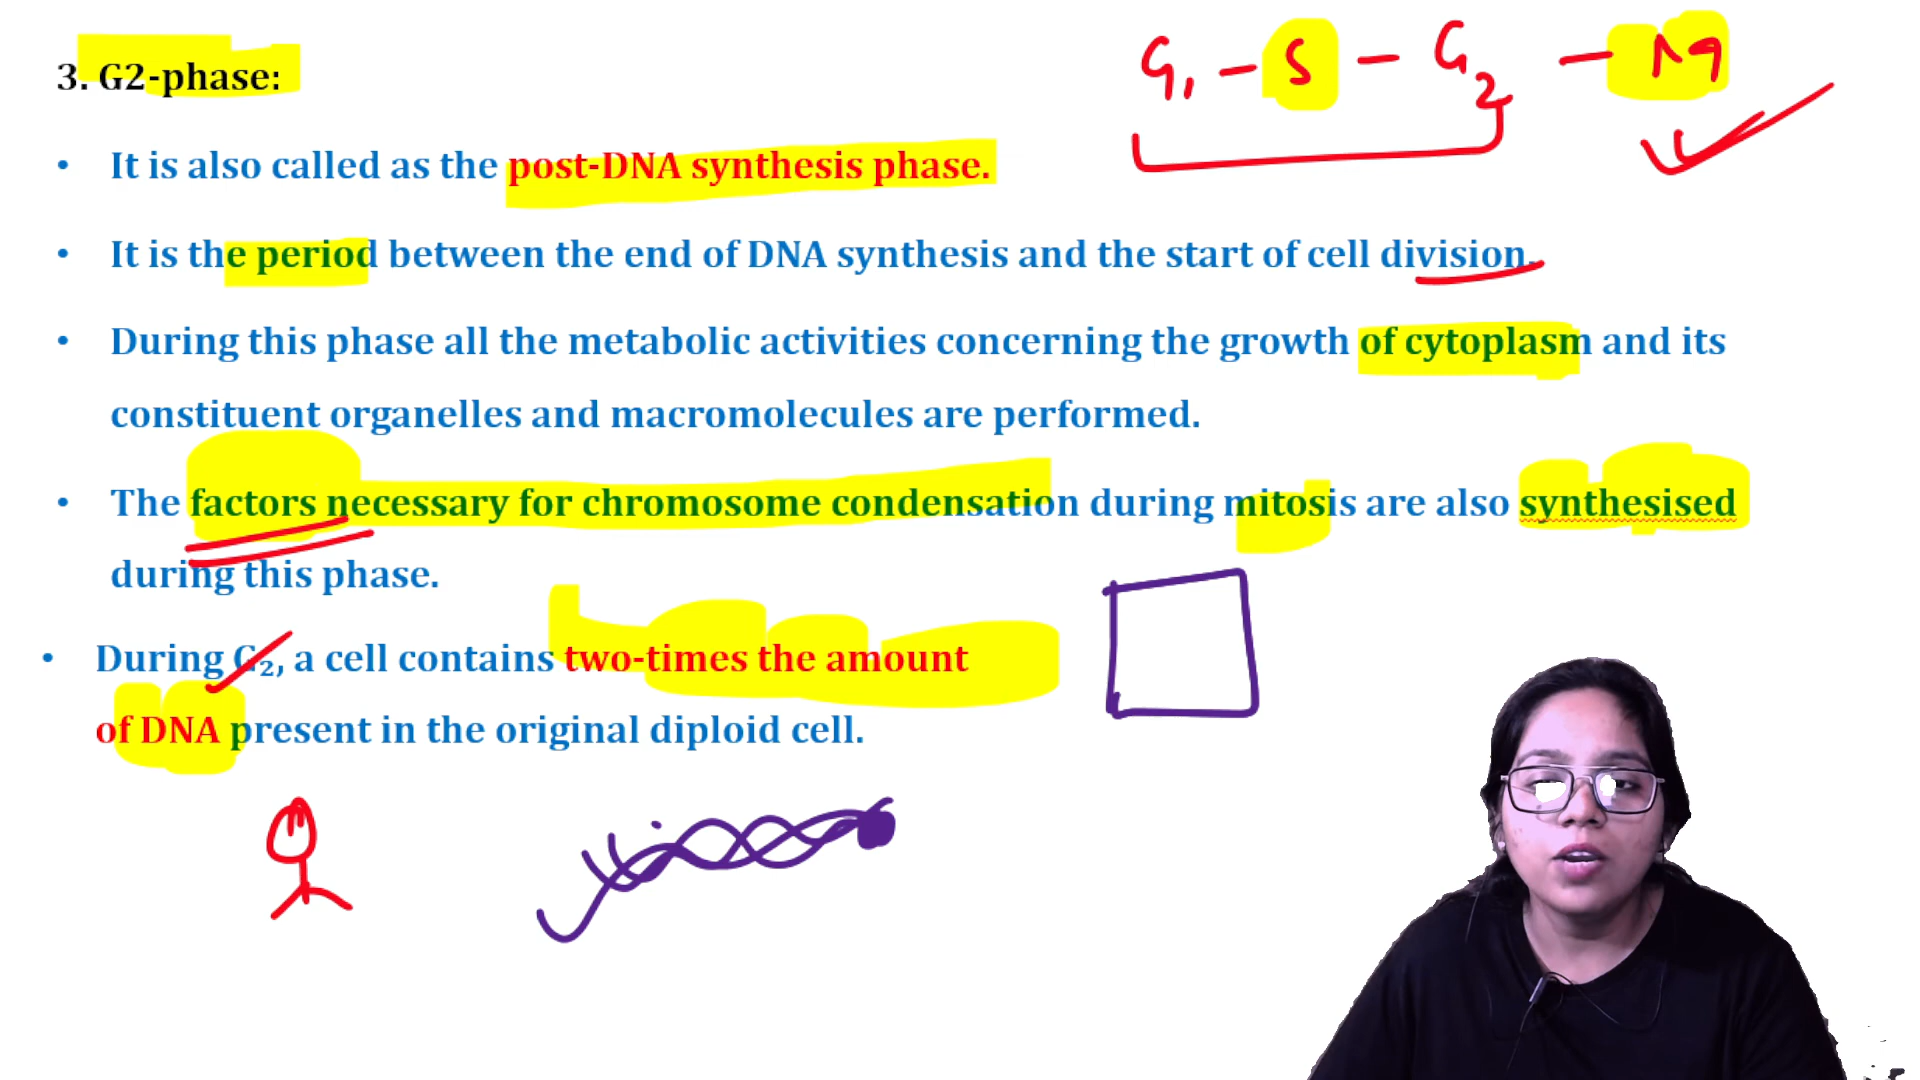 3. G2-phase:
G₁ - S - G₂ - M
• It is also called as the post-DNA synthesis phase.
• It is the period between the end of DNA synthesis and the start of cell division.
• During this phase all the metabolic activities concerning the growth of cytoplasm and its
constituent organelles and macromolecules are performed.
• The factors necessary for chromosome condensation during mitosis are also synthesised
during this phase.
• During G₂, a cell contains two-times the amount
of DNA present in the original diploid cell.